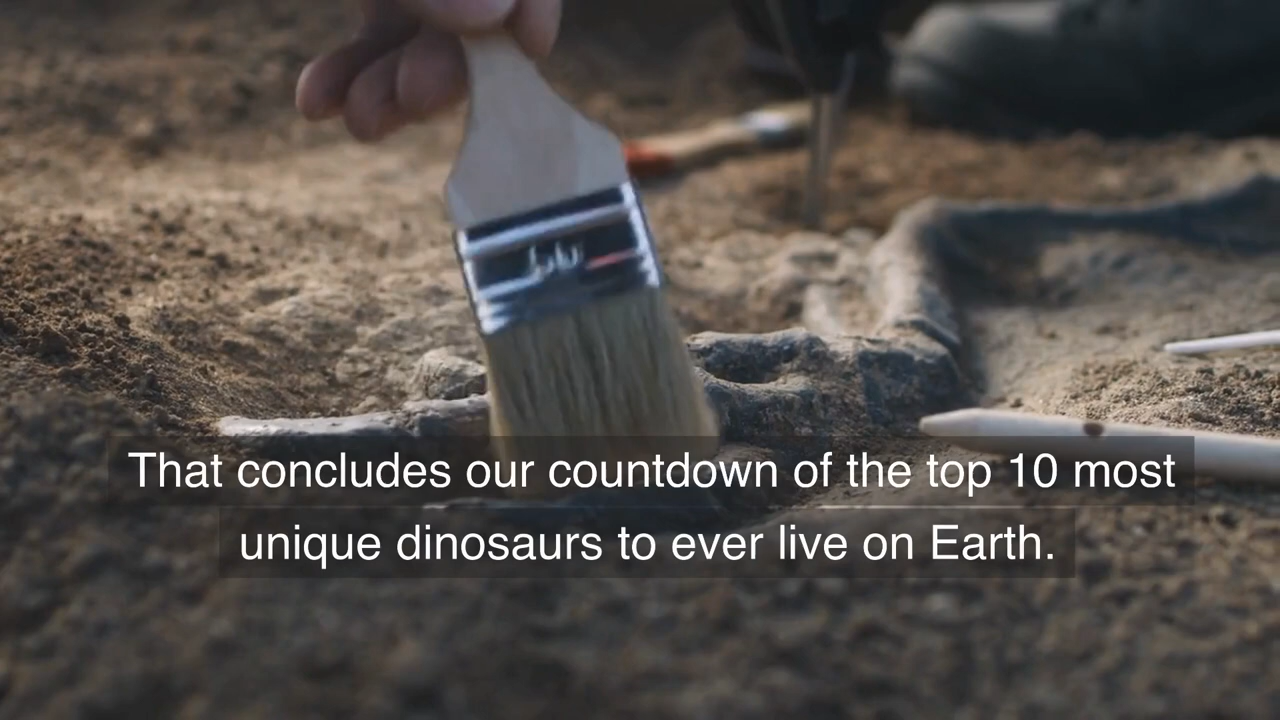 That concludes our countdown of the top 10 most
unique dinosaurs to ever live on Earth.